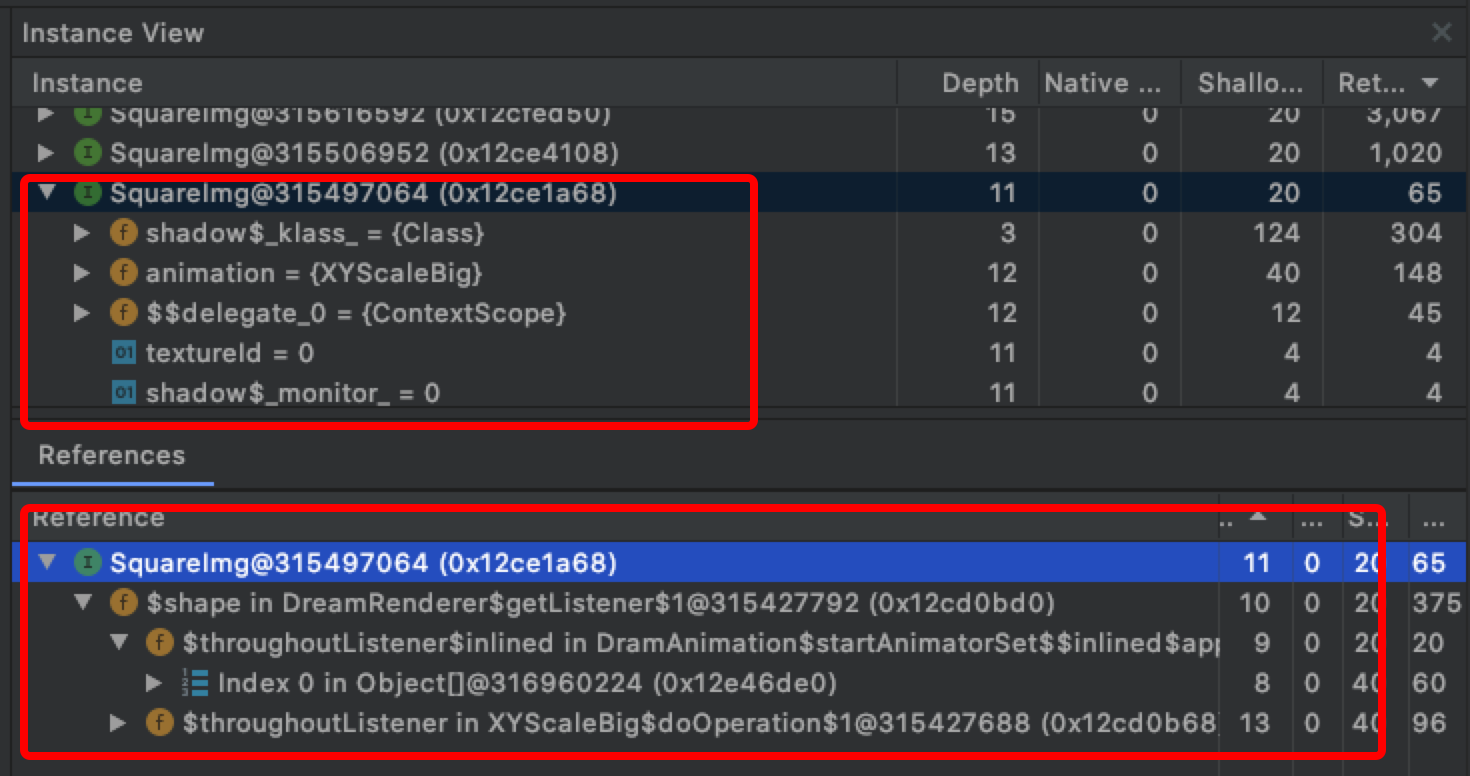 Instance View
Instance Depth Native ... Shallo... Ret...
SquareImg@315616592 (0x12cfed50) 15 0 20 3,067
SquareImg@315506952 (0x12ce4108) 13 0 20 1,020
SquareImg@315497064 (0x12ce1a68) 11 0 20 65
shadow$_klass_ = {Class} 3 0 124 304
animation = {XYScaleBig} 12 0 40 148
$$delegate_0 = {ContextScope} 12 0 12 45
textureId = 0 11 0 4 4
shadow$_monitor_ = 0 11 0 4 4
References
Reference .. ... S... ...
SquareImg@315497064 (0x12ce1a68) 11 0 20 65
$shape in DreamRenderer$getListener$1@315427792 (0x12cd0bd0) 10 0 20 375
$throughoutListener$inlined in DramAnimation$startAnimatorSet$$inlined$app 9 0 20 20
Index 0 in Object[]@316960224 (0x12e46de0) 8 0 40 60
$throughoutListener in XYScaleBig$doOperation$1@315427688 (0x12cd0b68 13 0 40 96